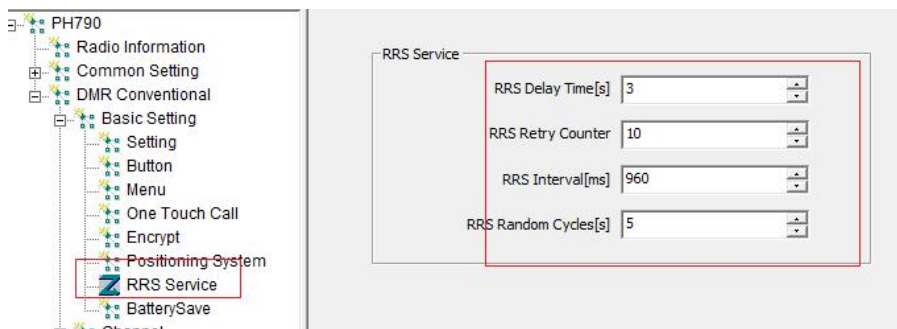 PH790
Radio Information
Common Setting
DMR Conventional
Basic Setting
Setting
Button
Menu
One Touch Call
Encrypt
Positioning System
RRS Service
BatterySave
Channel
RRS Service
RRS Delay Time[s] 3
RRS Retry Counter 10
RRS Interval[ms] 960
RRS Random Cycles[s] 5